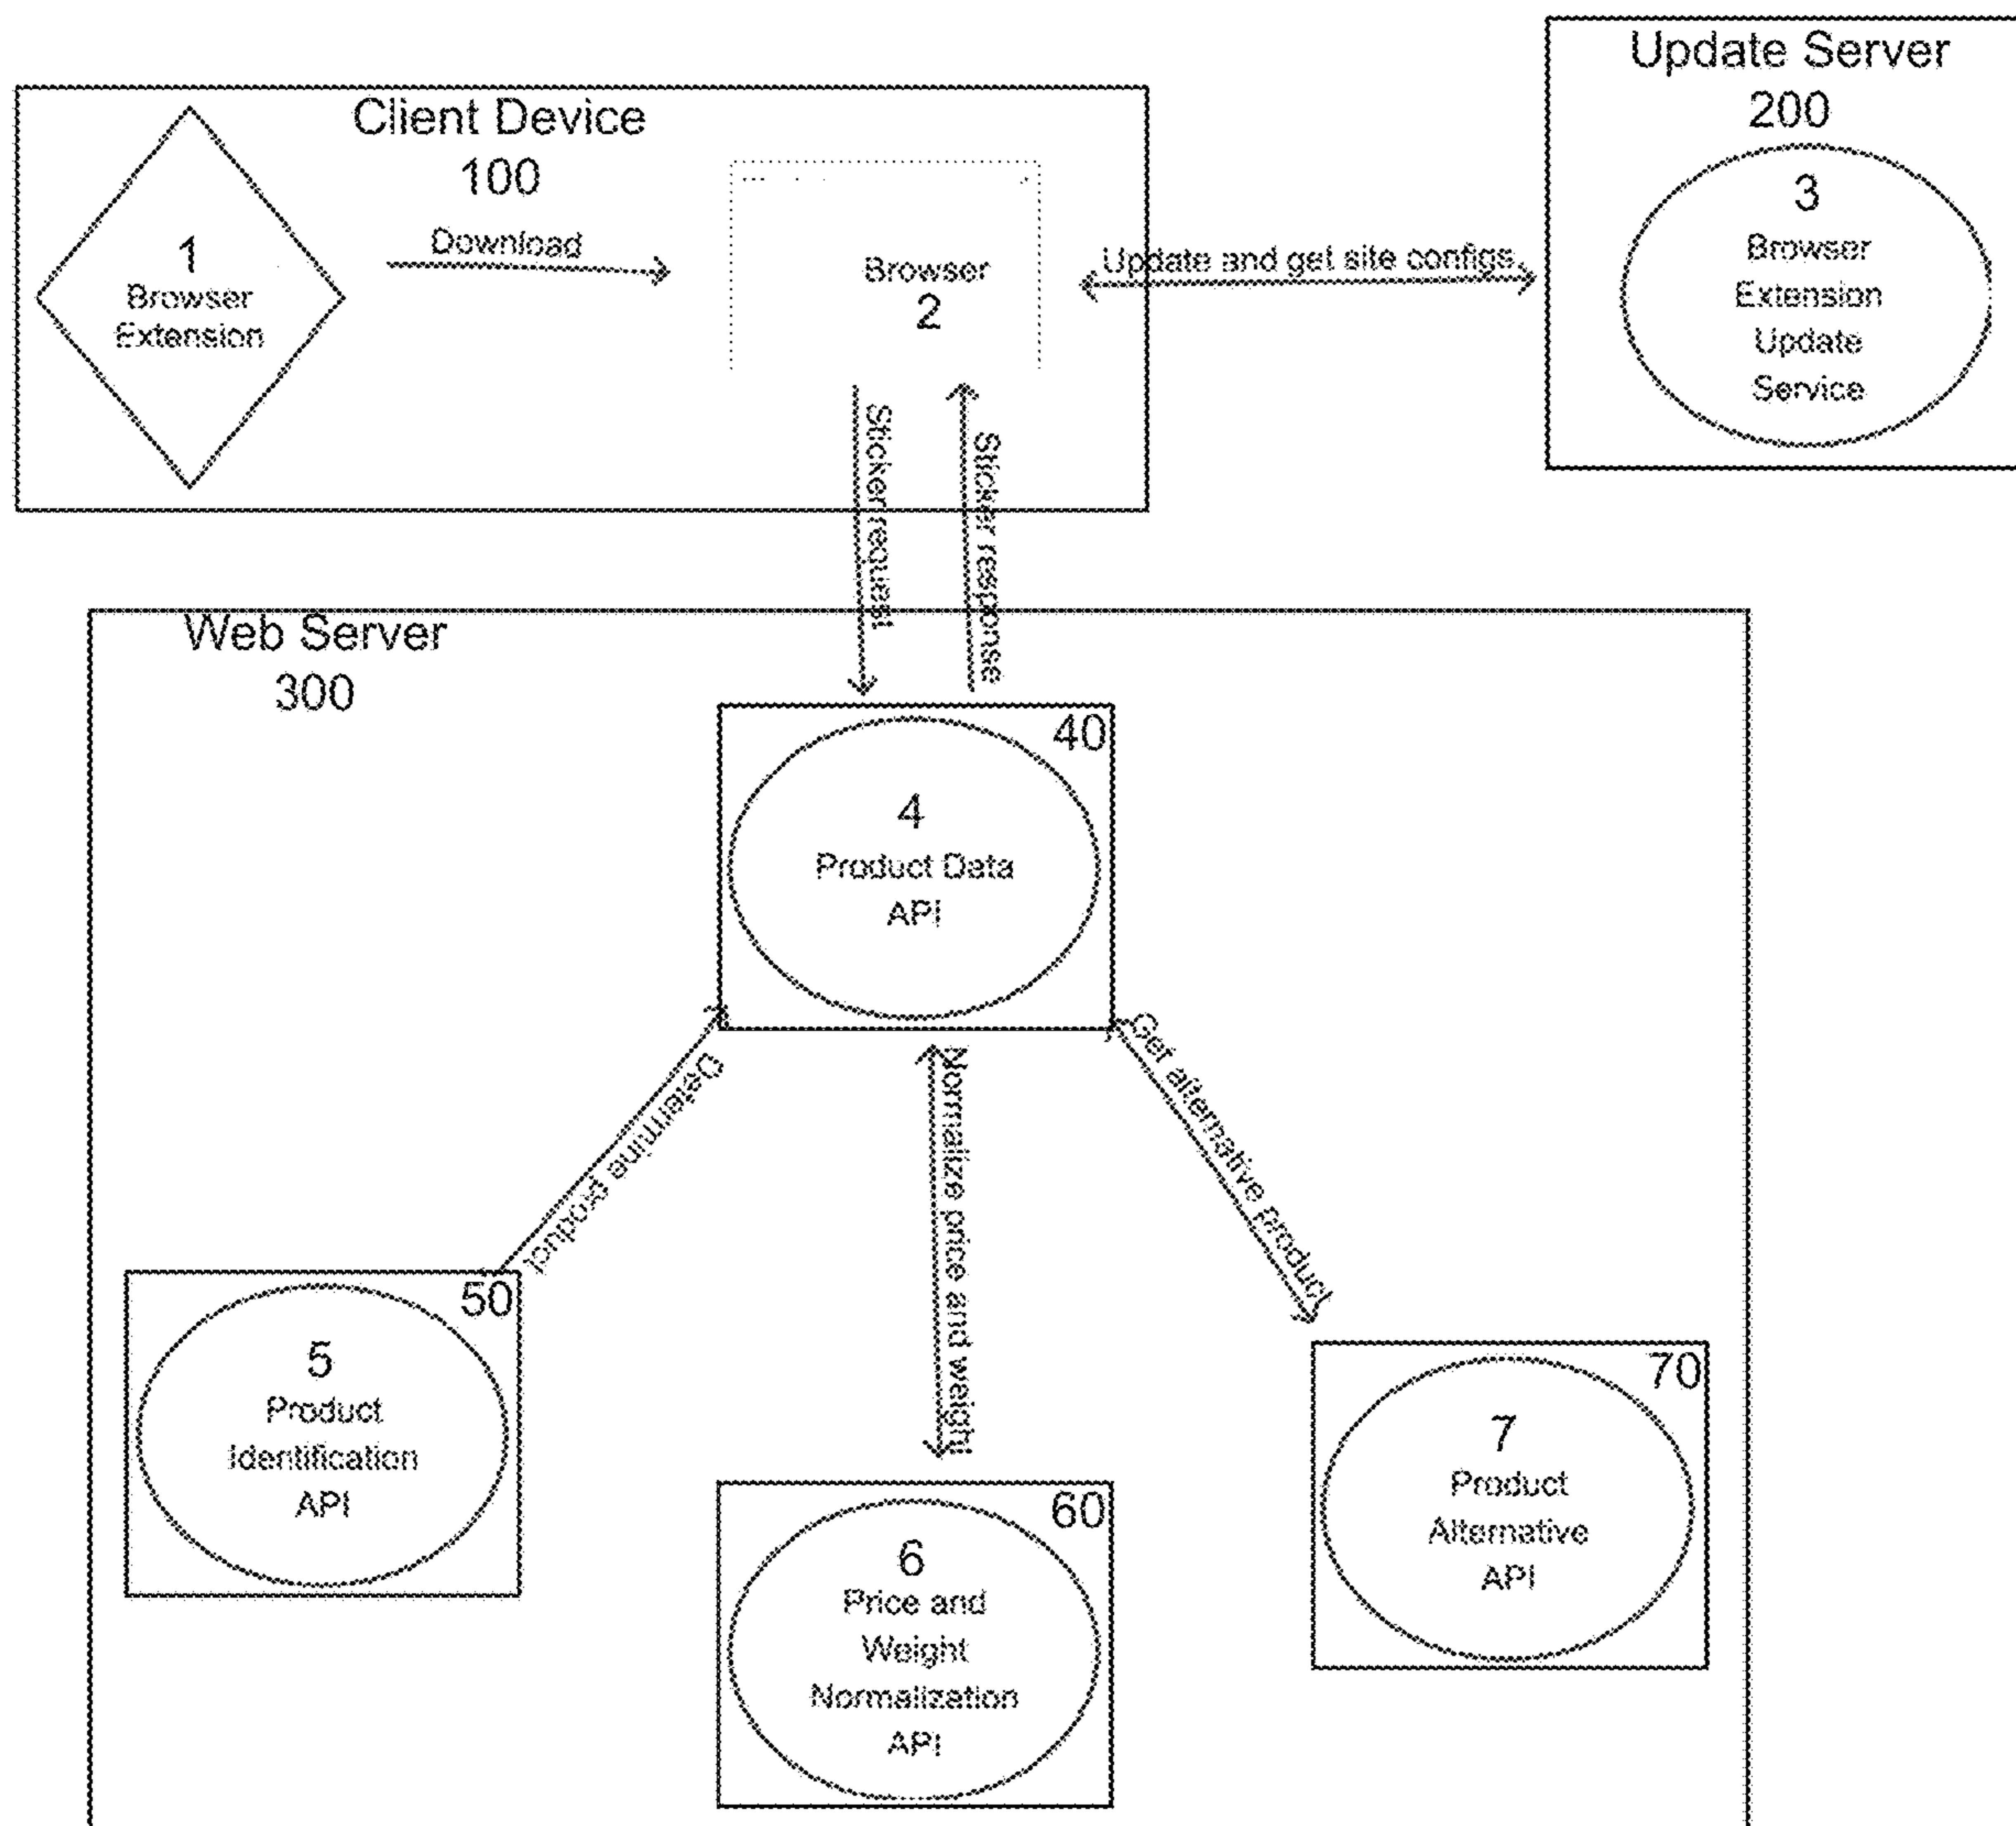 Update Server
200
3
Browser
Extension
Update
Service
Client Device
100
1
Browser
Extension
Download
Browser
2
Update and get site configs
Sticker request
Sticker response
Web Server
300
40
4
Product Data
API
Determine product
Normalize price and weight
Get alternative product
50
5
Product
Identification
API
60
6
Price and
Weight
Normalization
API
70
7
Product
Alternative
API